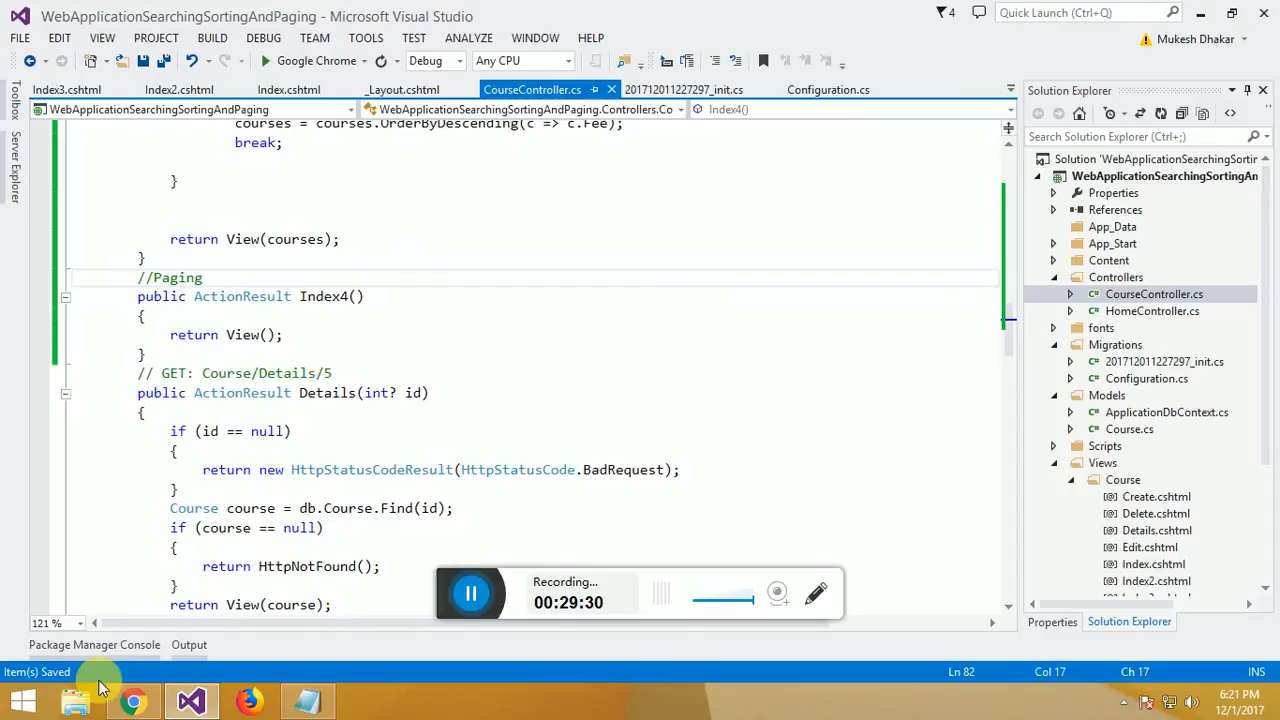 WebApplicationSearchingSortingAndPaging - Microsoft Visual Studio
4
Quick Launch (Ctrl+Q)
FILE EDIT VIEW PROJECT BUILD DEBUG TEAM TOOLS TEST ANALYZE WINDOW HELP
Mukesh Dhakar
Google Chrome Debug Any CPU
Index3.cshtml Index2.cshtml Index.cshtml _Layout.cshtml CourseController.cs 201712011227297_init.cs Configuration.cs
WebApplicationSearchingSortingAndPaging WebApplicationSearchingSortingAndPaging.Controllers.Co Index4()
Toolbox
Server Explorer
courses = courses.OrderByDescending(c => c.Fee);
break;
}
return View(courses);
}
//Paging
public ActionResult Index4()
{
return View();
}
// GET: Course/Details/5
public ActionResult Details(int? id)
{
if (id == null)
{
return new HttpStatusCodeResult(HttpStatusCode.BadRequest);
}
Course course = db.Course.Find(id);
if (course == null)
{
return HttpNotFound();
}
return View(course);
121 %
Recording...
00:29:30
Solution Explorer
Search Solution Explorer (Ctrl+;)
Solution 'WebApplicationSearchingSortin
WebApplicationSearchingSortingAn
Properties
References
App_Data
App_Start
Content
Controllers
CourseController.cs
HomeController.cs
fonts
Migrations
201712011227297_init.cs
Configuration.cs
Models
ApplicationDbContext.cs
Course.cs
Scripts
Views
Course
Create.cshtml
Delete.cshtml
Details.cshtml
Edit.cshtml
Index.cshtml
Index2.cshtml
Properties Solution Explorer
Package Manager Console Output
Item(s) Saved Ln 82 Col 17 Ch 17 INS
6:21 PM
12/1/2017